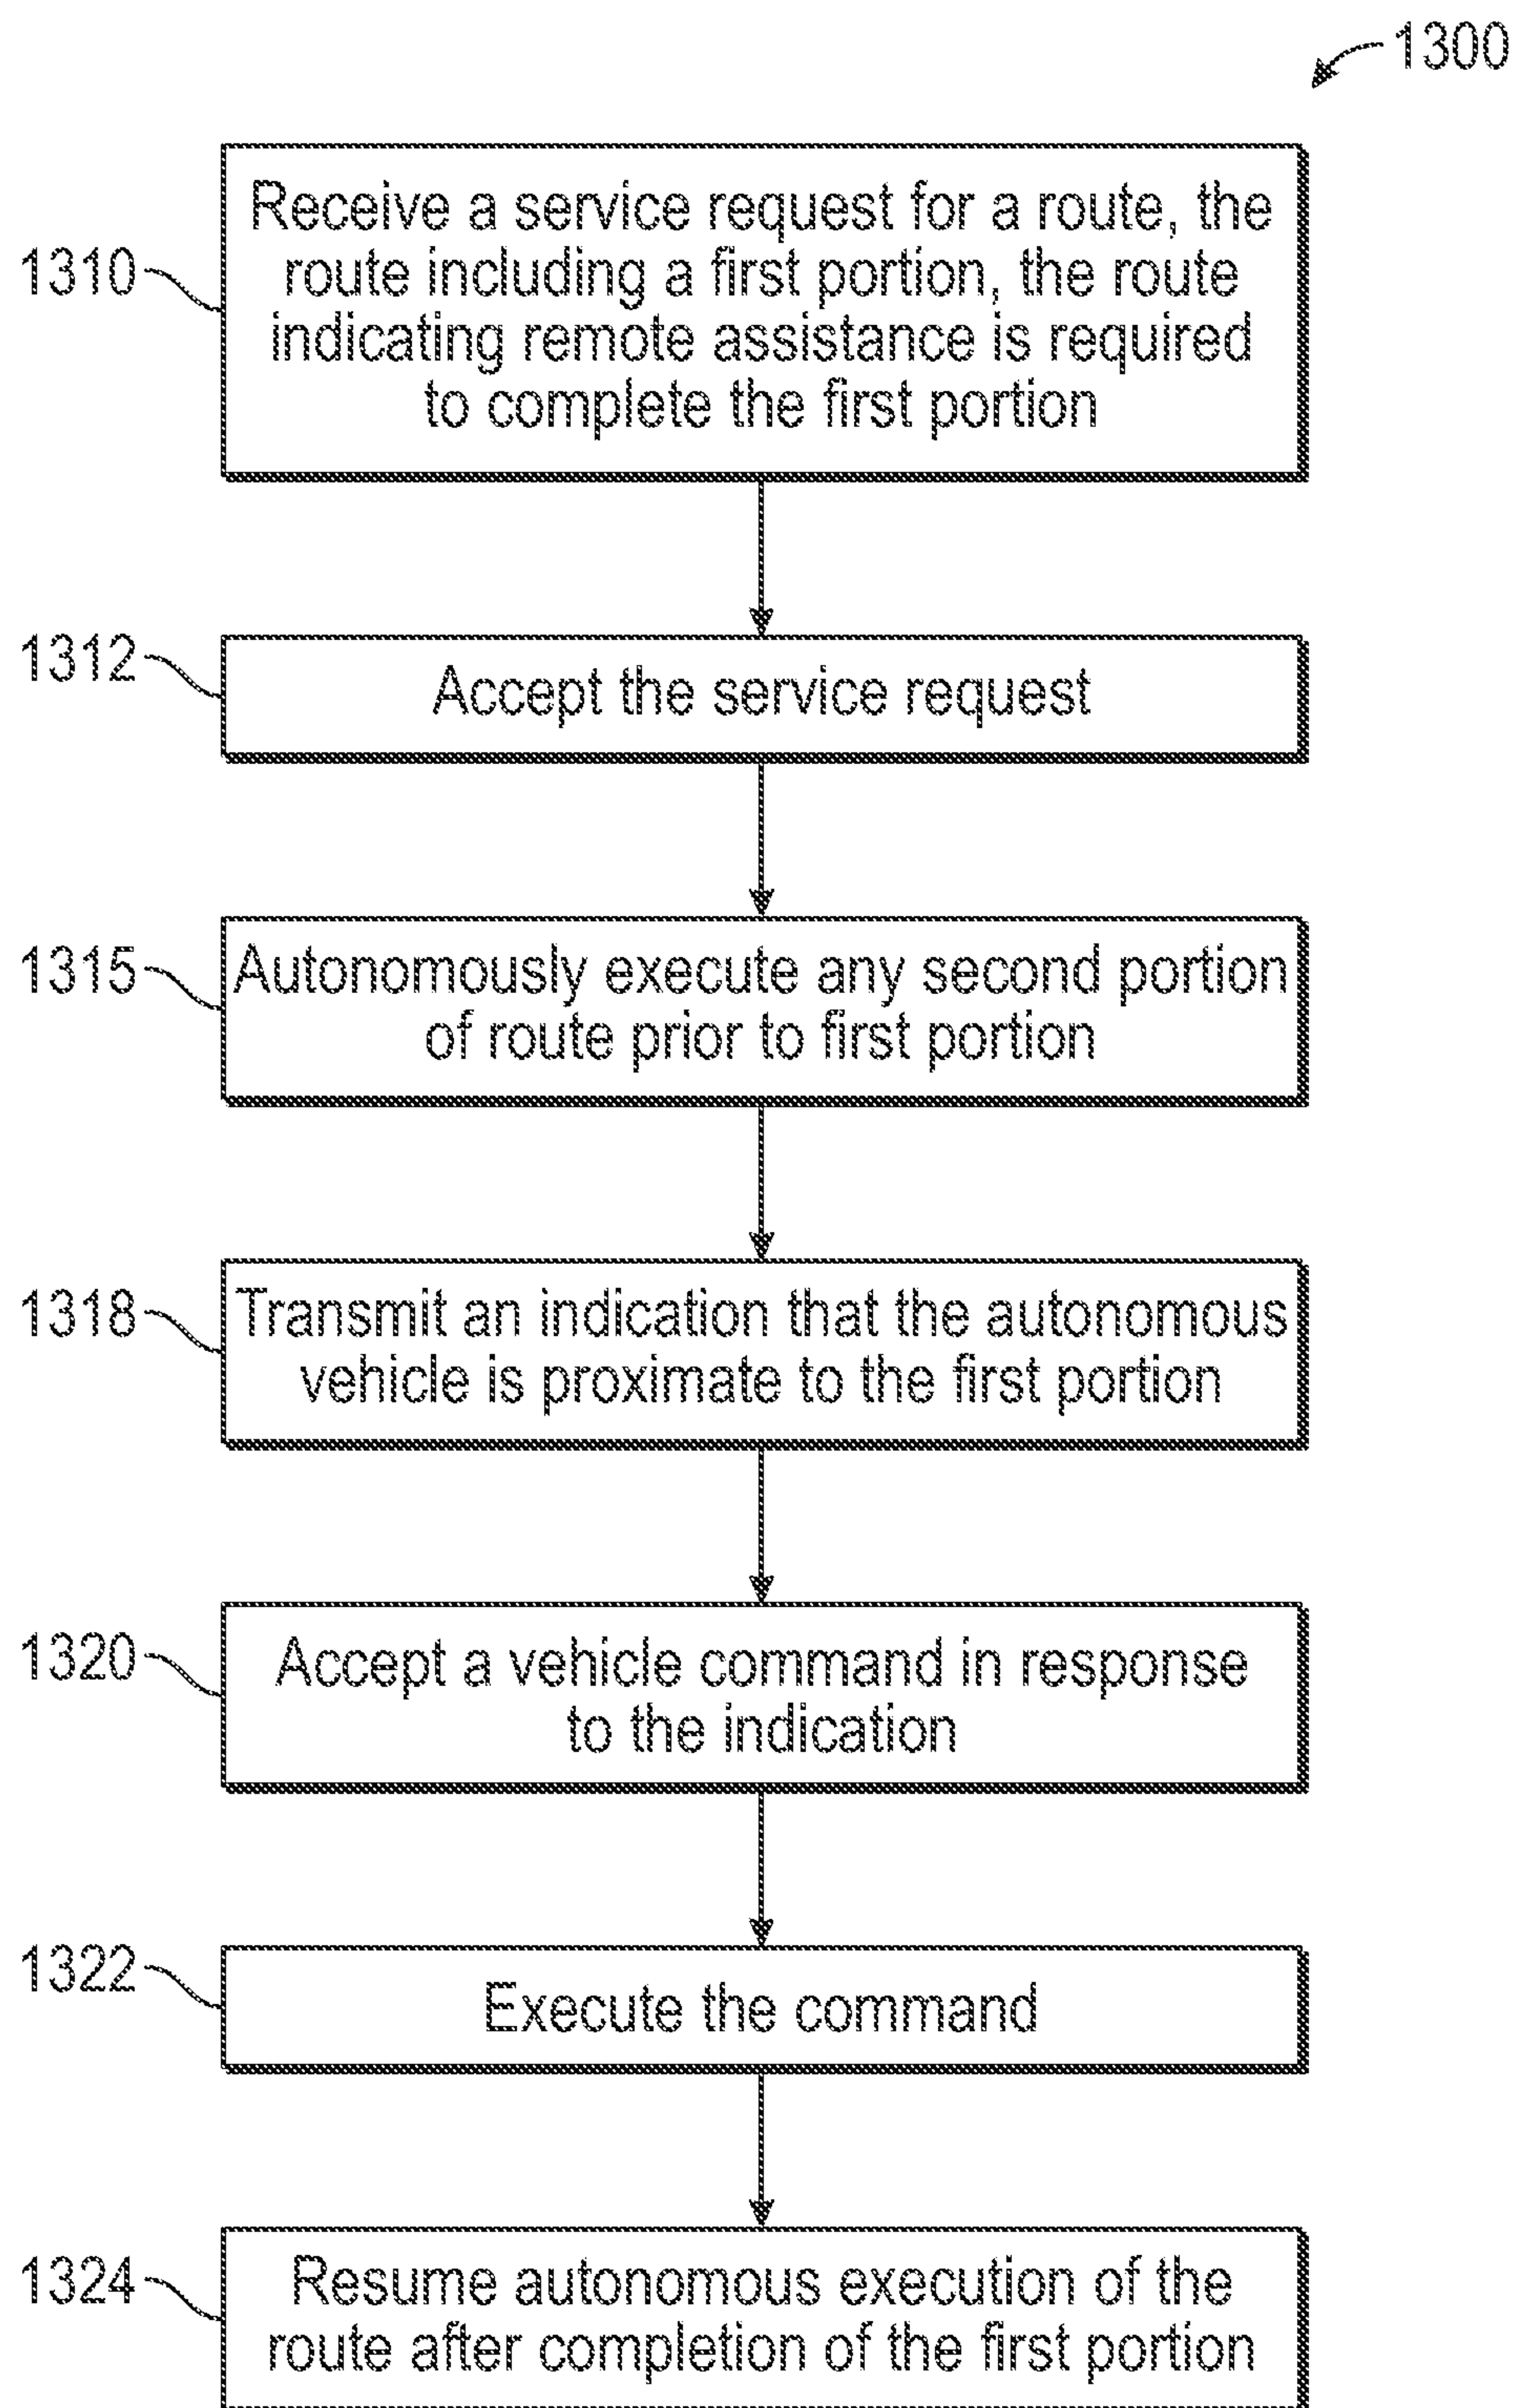 1300
1310
Receive a service request for a route, the
route including a first portion, the route
indicating remote assistance is required
to complete the first portion
1312
Accept the service request
1315
Autonomously execute any second portion
of route prior to first portion
1318
Transmit an indication that the autonomous
vehicle is proximate to the first portion
1320
Accept a vehicle command in response
to the indication
1322
Execute the command
1324
Resume autonomous execution of the
route after completion of the first portion